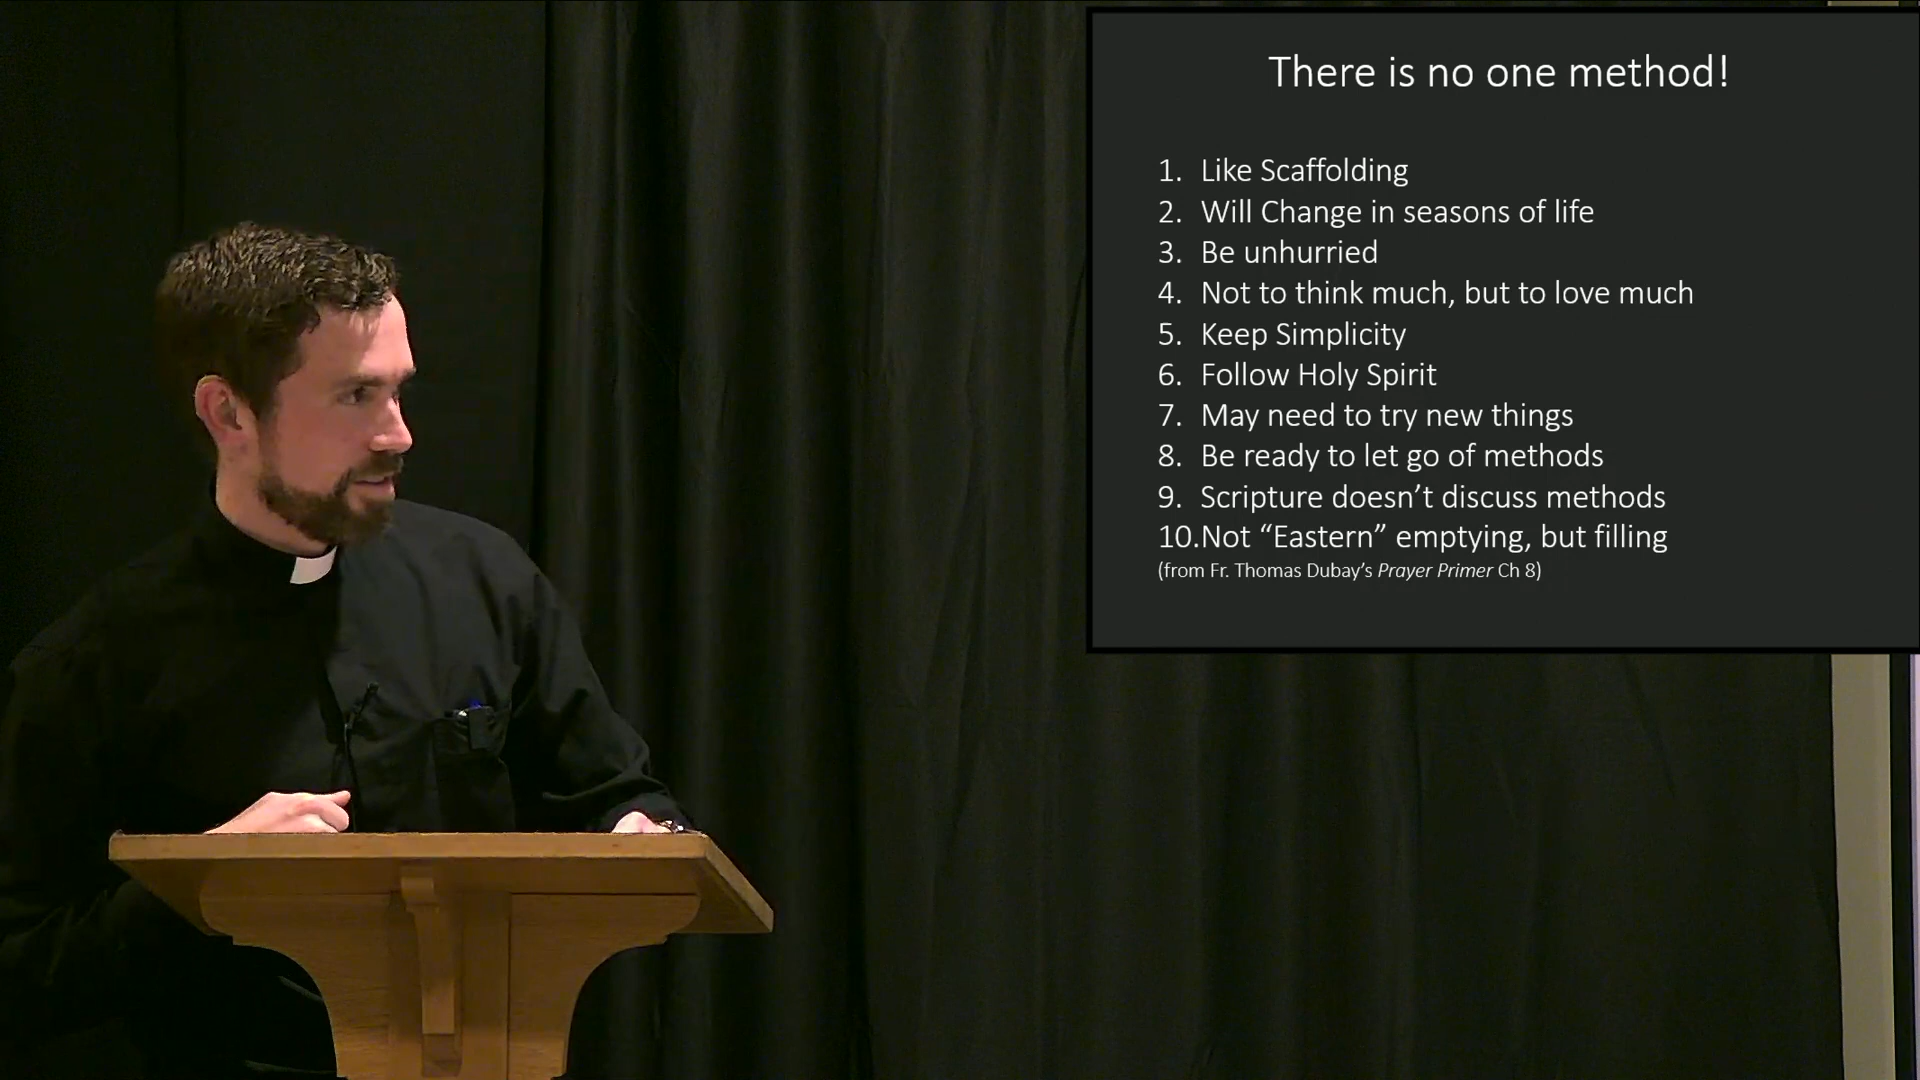 There is no one method!
1. Like Scaffolding
2. Will Change in seasons of life
3. Be unhurried
4. Not to think much, but to love much
5. Keep Simplicity
6. Follow Holy Spirit
7. May need to try new things
8. Be ready to let go of methods
9. Scripture doesn’t discuss methods
10.Not “Eastern” emptying, but filling
(from Fr. Thomas Dubay’s Prayer Primer Ch 8)